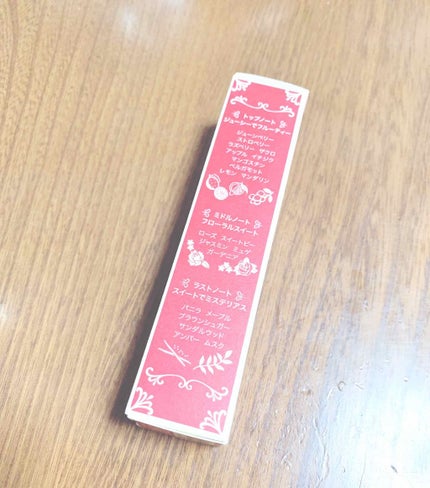 トップノート
ジューシーでフルーティー
ジューンベリー
ストロベリー
ラズベリー ザクロ
アップル イチジク
マンゴスチン
ベルガモット
レモン マンダリン
ミドルノート
フローラルスイート
ローズ スイートピー
ジャスミン ミュゲ
ガーデニア
ラストノート
スイートでミステリアス
バニラ メープル
ブラウンシュガー
サンダルウッド
アンバー ムスク